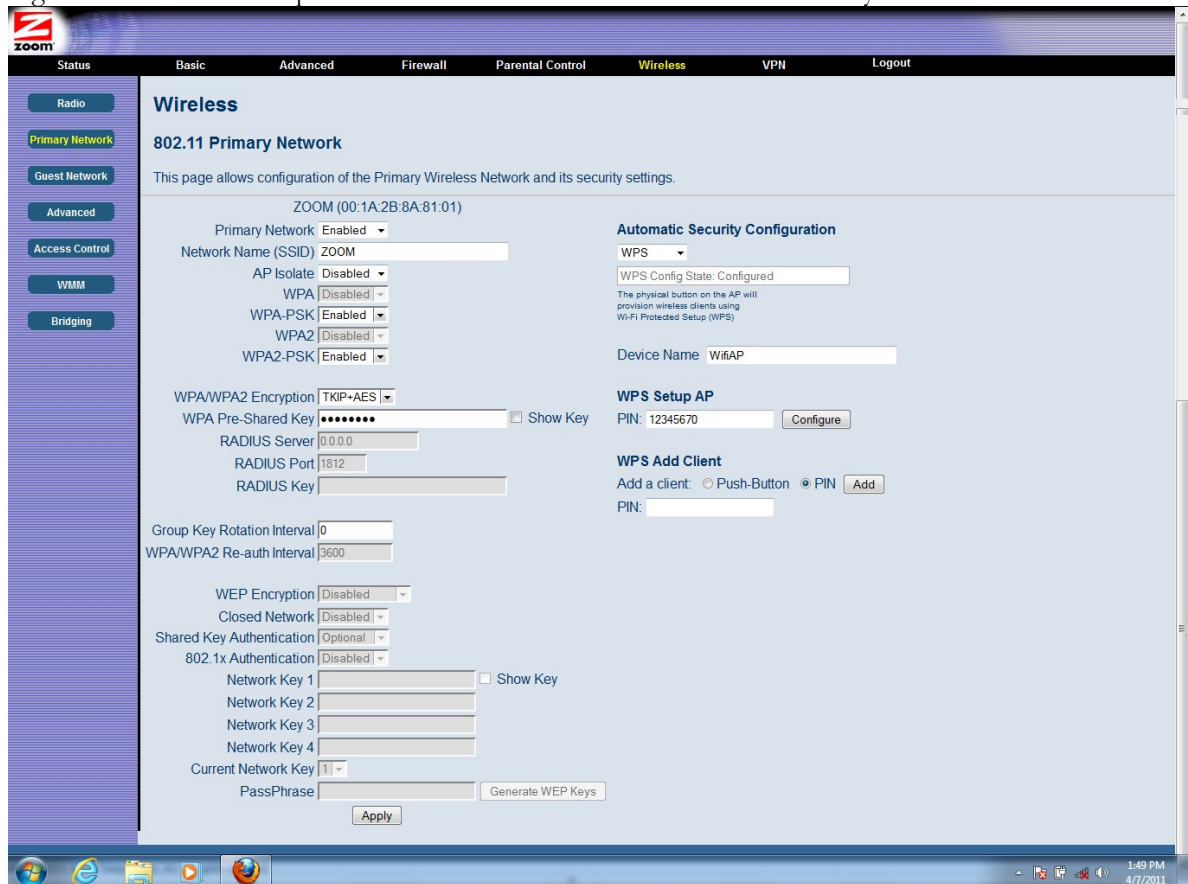 zoom
Status Basic Advanced Firewall Parental Control Wireless VPN Logout
Radio
Primary Network
Guest Network
Advanced
Access Control
WMM
Bridging
Wireless
802.11 Primary Network
This page allows configuration of the Primary Wireless Network and its security settings.
ZOOM (00:1A:2B:8A:81:01)
Primary Network Enabled
Network Name (SSID) ZOOM
AP Isolate Disabled
WPA Disabled
WPA-PSK Enabled
WPA2 Disabled
WPA2-PSK Enabled
WPA/WPA2 Encryption TKIP+AES
WPA Pre-Shared Key •••••••• Show Key
RADIUS Server 0.0.0.0
RADIUS Port 1812
RADIUS Key
Group Key Rotation Interval 0
WPA/WPA2 Re-auth Interval 3600
WEP Encryption Disabled
Closed Network Disabled
Shared Key Authentication Optional
802.1x Authentication Disabled
Network Key 1 Show Key
Network Key 2
Network Key 3
Network Key 4
Current Network Key 1
PassPhrase Generate WEP Keys
Apply
Automatic Security Configuration
WPS
WPS Config State: Configured
The physical button on the AP will
provision wireless clients using
Wi-Fi Protected Setup (WPS)
Device Name WifiAP
WPS Setup AP
PIN: 12345670 Configure
WPS Add Client
Add a client: Push-Button PIN Add
PIN:
1:49 PM
4/7/2011